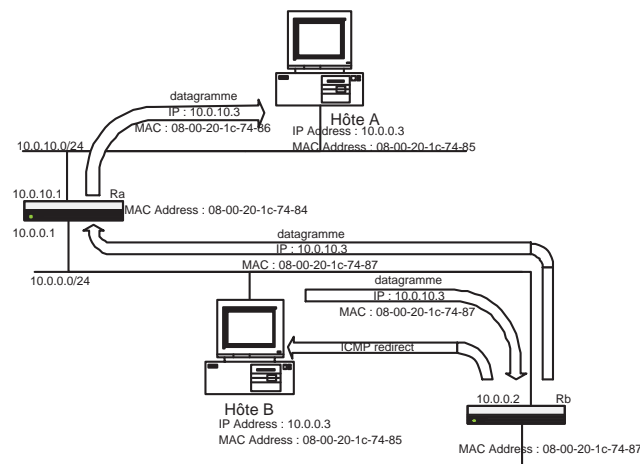 datagramme
IP : 10.0.10.3
MAC : 08-00-20-1c-74-86
Hôte A
IP Address : 10.0.0.3
MAC Address : 08-00-20-1c-74-85
10.0.10.0/24
10.0.10.1
Ra
MAC Address : 08-00-20-1c-74-84
10.0.0.1
datagramme
IP : 10.0.10.3
MAC : 08-00-20-1c-74-87
10.0.0.0/24
datagramme
IP : 10.0.10.3
MAC : 08-00-20-1c-74-87
ICMP redirect
Hôte B
IP Address : 10.0.0.3
MAC Address : 08-00-20-1c-74-85
10.0.0.2
Rb
MAC Address : 08-00-20-1c-74-87